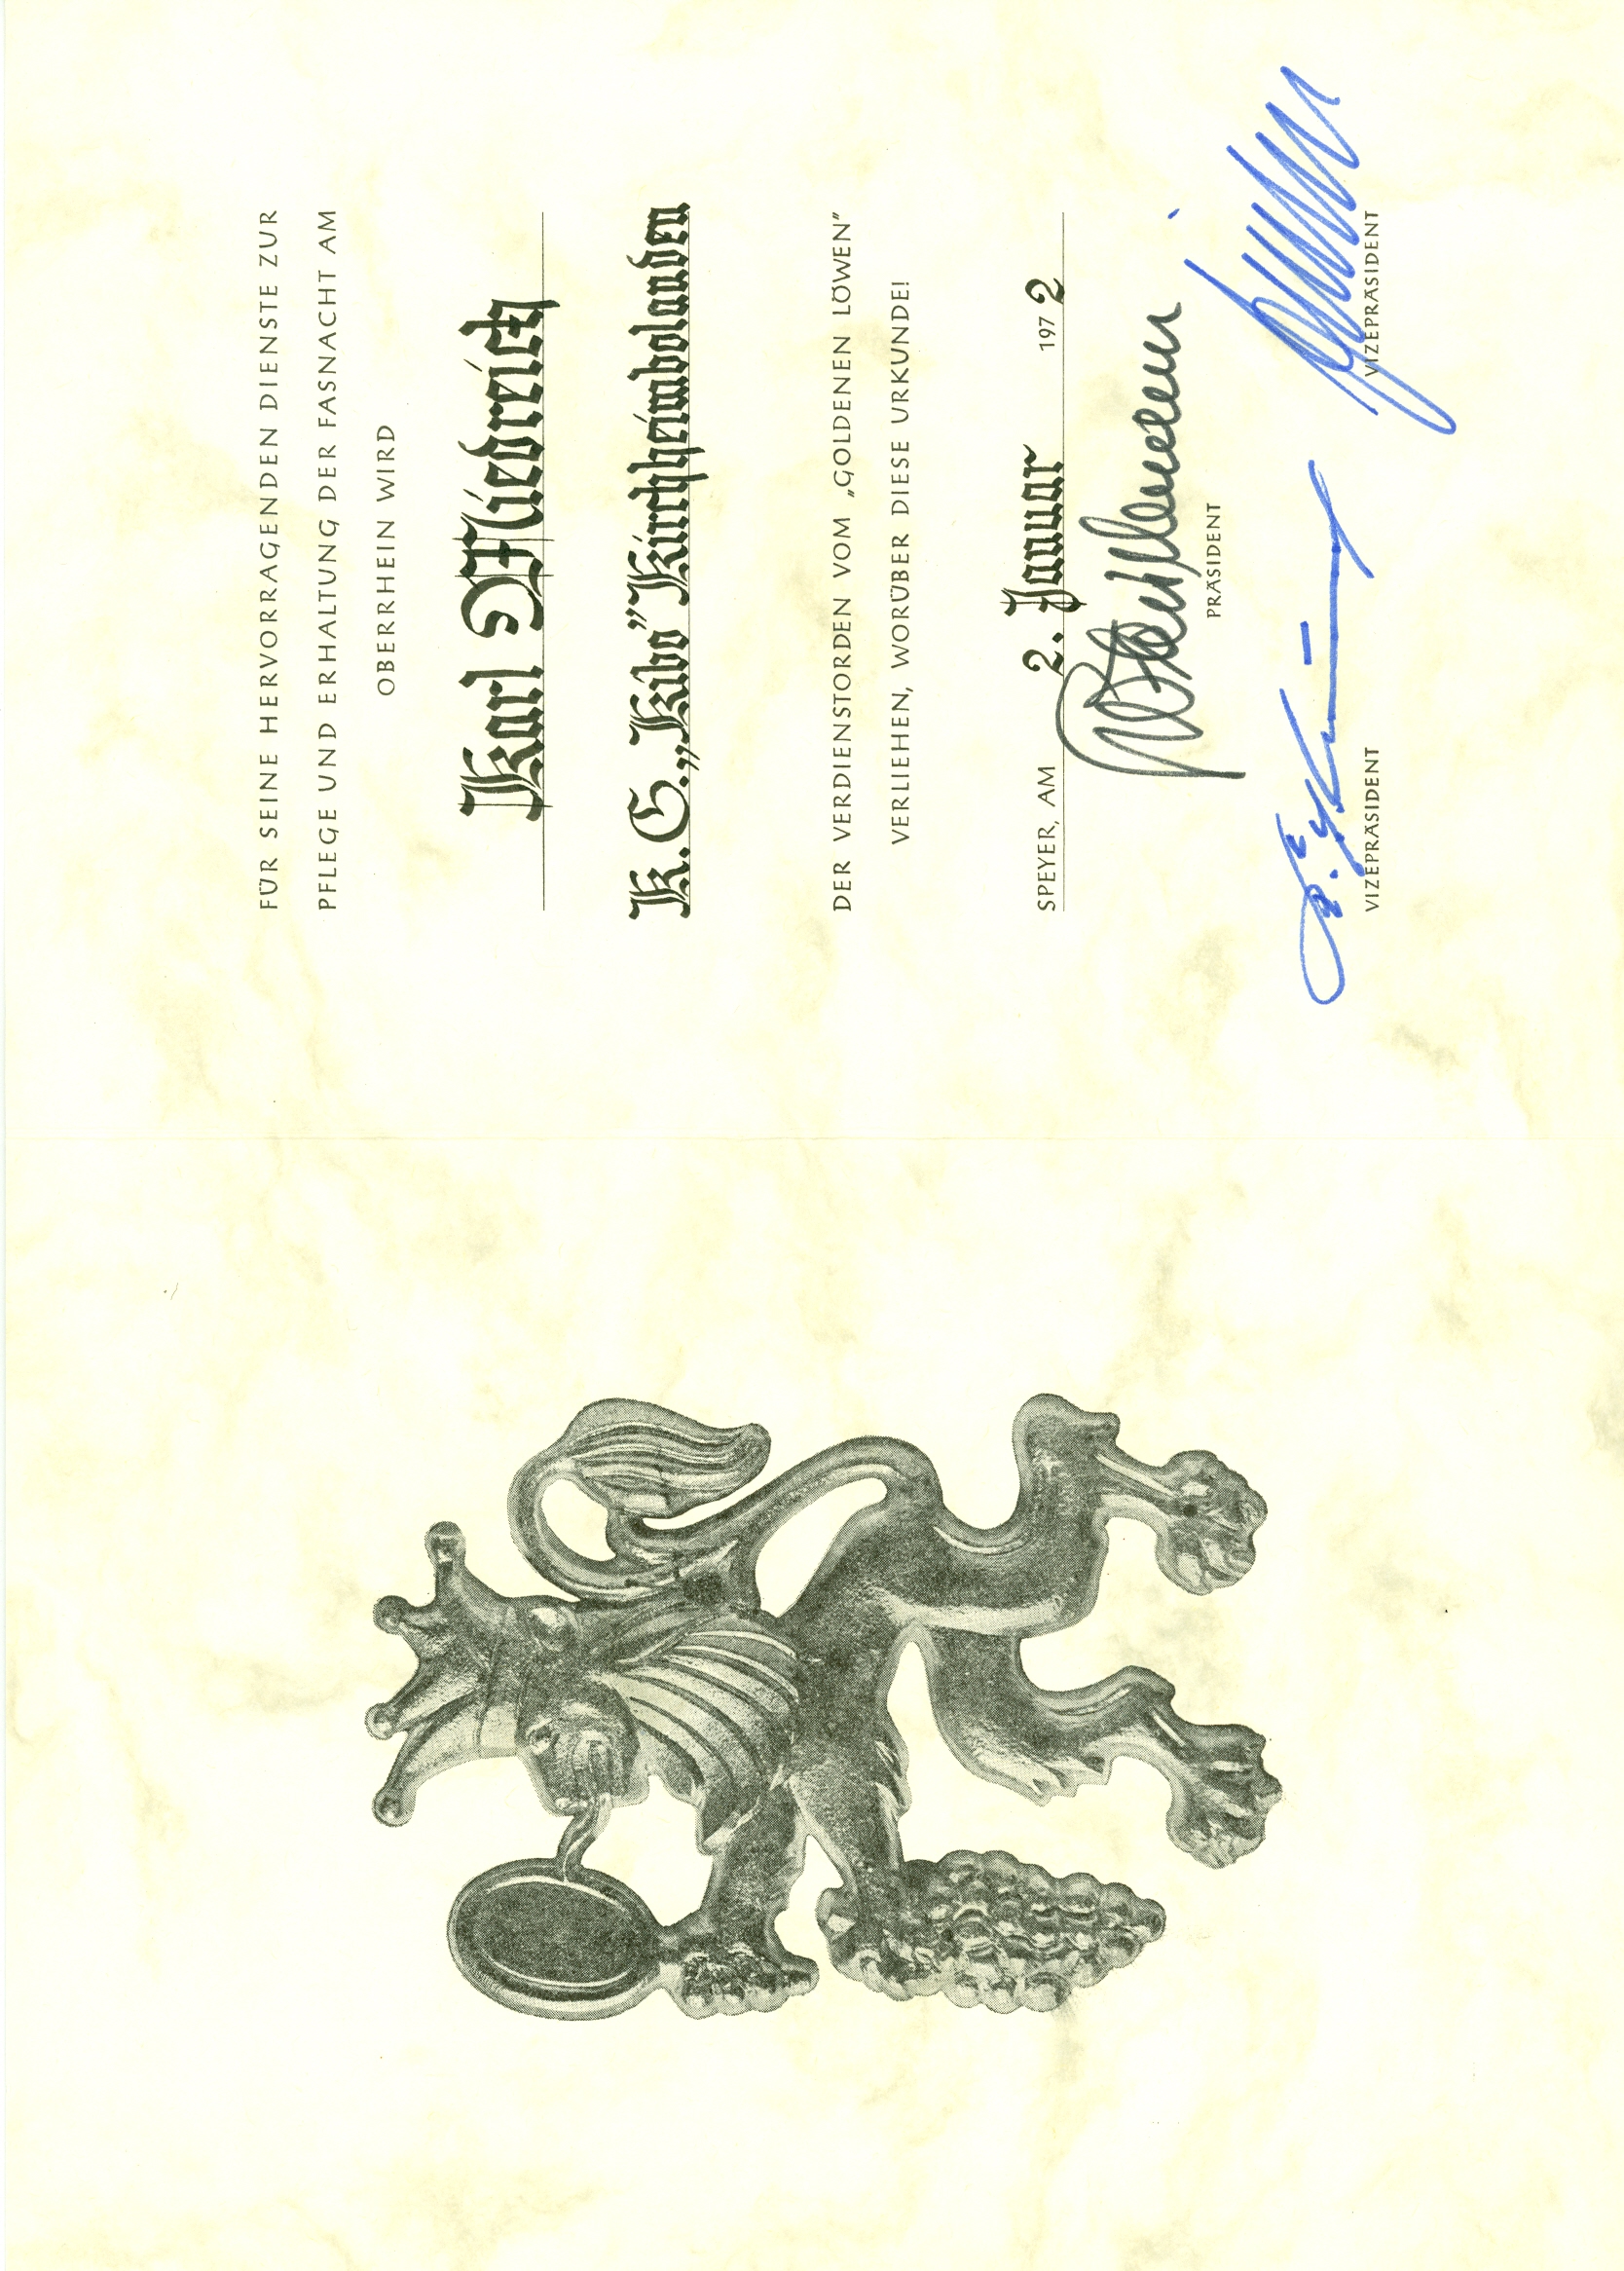 FÜR SEINE HERVORRAGENDEN DIENSTE ZUR
PFLEGE UND ERHALTUNG DER FASNACHT AM
OBERRHEIN WIRD
Karl Miedreich
K.G. „Kibo” Kirchheimbolanden
DER VERDIENSTORDEN VOM „GOLDENEN LÖWEN”
VERLIEHEN, WORÜBER DIESE URKUNDE!
SPEYER, AM 2. Januar 1972
PRÄSIDENT
VIZEPRÄSIDENT VIZEPRÄSIDENT